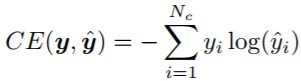 CE(𝒚, 𝒚̂) = − ∑_{i=1}^{N_c} y_i log(ŷ_i)